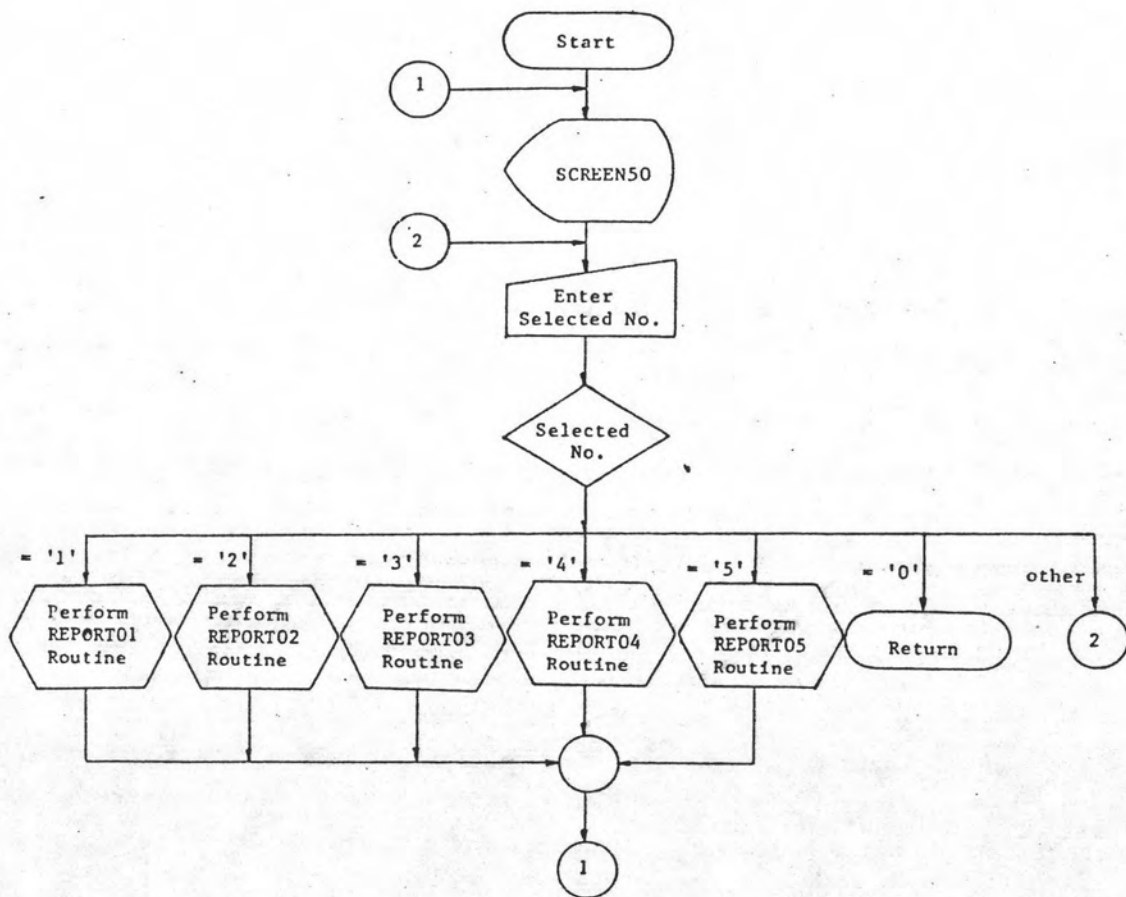 Start
1
SCREEN50
2
Enter
Selected No.
Selected
No.
= '1'
= '2'
= '3'
= '4'
= '5'
= '0'
other
Perform
REPORT01
Routine
Perform
REPORT02
Routine
Perform
REPORT03
Routine
Perform
REPORT04
Routine
Perform
REPORT05
Routine
Return
2
1